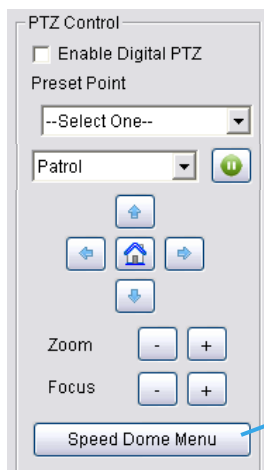 PTZ Control
Enable Digital PTZ
Preset Point
--Select One--
Patrol
Zoom - +
Focus - +
Speed Dome Menu